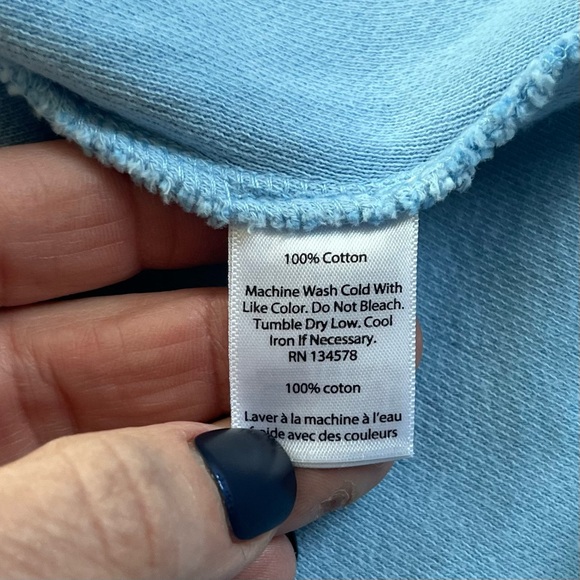 100% Cotton
Machine Wash Cold With
Like Color. Do Not Bleach.
Tumble Dry Low. Cool
Iron If Necessary.
RN 134578
100% coton
Laver à la machine à l'eau
avec des couleurs